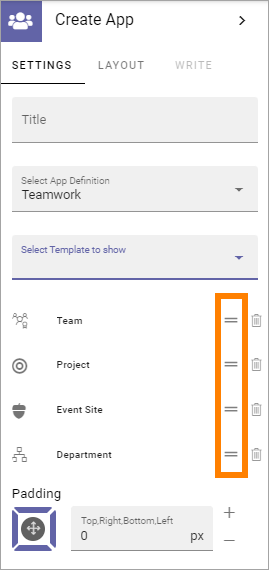 Create App
SETTINGS LAYOUT WRITE
Title
Select App Definition
Teamwork
Select Template to show
Team
Project
Event Site
Department
Padding
Top,Right,Bottom,Left
0 px